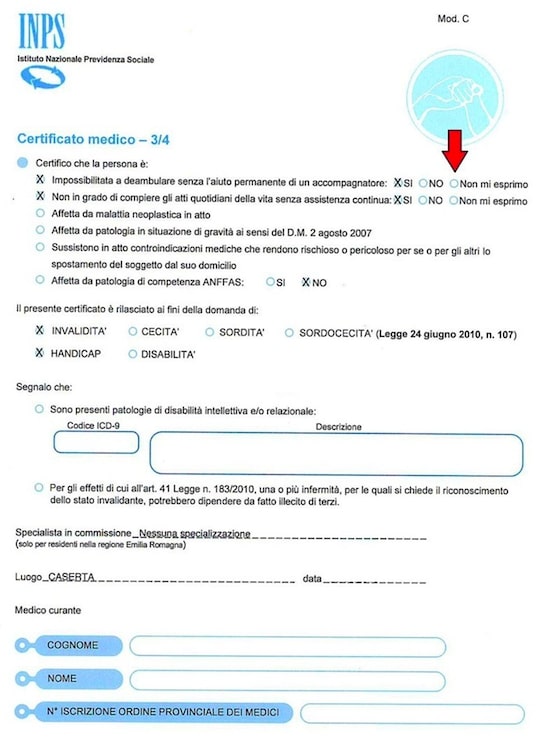 INPS
Mod. C
Istituto Nazionale Previdenza Sociale
Certificato medico – 3/4
Certifico che la persona è:
X Impossibilitata a deambulare senza l'aiuto permanente di un accompagnatore: X SI NO Non mi esprimo
X Non in grado di compiere gli atti quotidiani della vita senza assistenza continua: X SI NO Non mi esprimo
Affetta da malattia neoplastica in atto
Affetta da patologia in situazione di gravità ai sensi del D.M. 2 agosto 2007
Sussistono in atto controindicazioni mediche che rendono rischioso o pericoloso per se o per gli altri lo
spostamento del soggetto dal suo domicilio
Affetta da patologia di competenza ANFFAS: SI X NO
Il presente certificato è rilasciato ai fini della domanda di:
X INVALIDITA' CECITA' SORDITA' SORDOCECITA' (Legge 24 giugno 2010, n. 107)
X HANDICAP DISABILITA'
Segnalo che:
Sono presenti patologie di disabilità intellettiva e/o relazionale:
Codice ICD-9 Descrizione
Per gli effetti di cui all'art. 41 Legge n. 183/2010, una o più infermità, per le quali si chiede il riconoscimento
dello stato invalidante, potrebbero dipendere da fatto illecito di terzi.
Specialista in commissione Nessuna specializzazione
(solo per residenti nella regione Emilia Romagna)
Luogo CASERTA data
Medico curante
COGNOME
NOME
N° ISCRIZIONE ORDINE PROVINCIALE DEI MEDICI